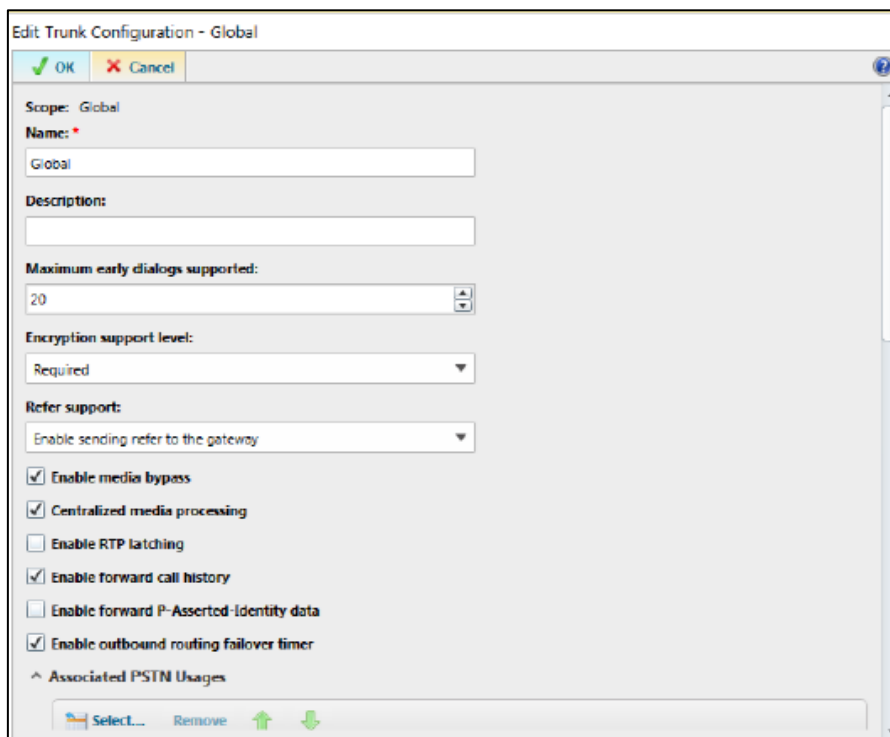 Edit Trunk Configuration - Global
OK Cancel
Scope: Global
Name: *
Global
Description:
Maximum early dialogs supported:
20
Encryption support level:
Required
Refer support:
Enable sending refer to the gateway
Enable media bypass
Centralized media processing
Enable RTP latching
Enable forward call history
Enable forward P-Asserted-Identity data
Enable outbound routing failover timer
Associated PSTN Usages
Select... Remove